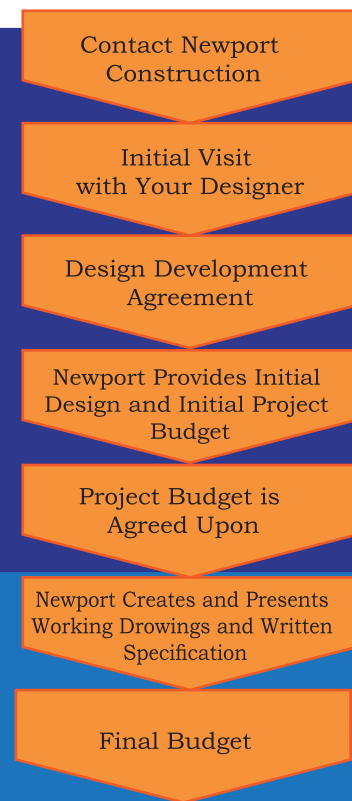 Contact Newport
Construction
Initial Visit
with Your Designer
Design Development
Agreement
Newport Provides Initial
Design and Initial Project
Budget
Project Budget is
Agreed Upon
Newport Creates and Presents
Working Drowings and Written
Specification
Final Budget